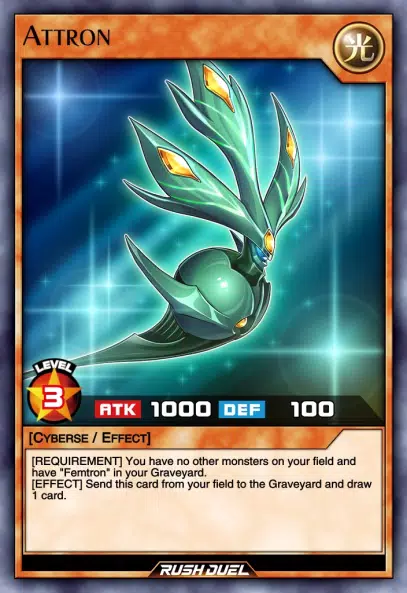 ATTRON
光
LEVEL
3
ATK 1000 DEF 100
[CYBERSE / EFFECT]
[REQUIREMENT] You have no other monsters on your field and
have "Femtron" in your Graveyard.
[EFFECT] Send this card from your field to the Graveyard and draw
1 card.
RUSH DUEL